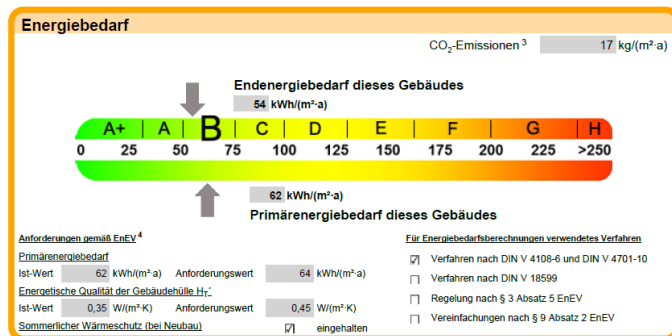 Energiebedarf
CO2-Emissionen 3 17 kg/(m²·a)
Endenergiebedarf dieses Gebäudes
54 kWh/(m²·a)
A+ A B C D E F G H
0 25 50 75 100 125 150 175 200 225 >250
62 kWh/(m²·a)
Primärenergiebedarf dieses Gebäudes
Anforderungen gemäß EnEV 4
Primärenergiebedarf
Ist-Wert 62 kWh/(m²·a) Anforderungswert 64 kWh/(m²·a)
Energetische Qualität der Gebäudehülle HT´
Ist-Wert 0,35 W/(m²·K) Anforderungswert 0,45 W/(m²·K)
Sommerlicher Wärmeschutz (bei Neubau) eingehalten
Für Energiebedarfsberechnungen verwendetes Verfahren
Verfahren nach DIN V 4108-6 und DIN V 4701-10
Verfahren nach DIN V 18599
Regelung nach § 3 Absatz 5 EnEV
Vereinfachungen nach § 9 Absatz 2 EnEV